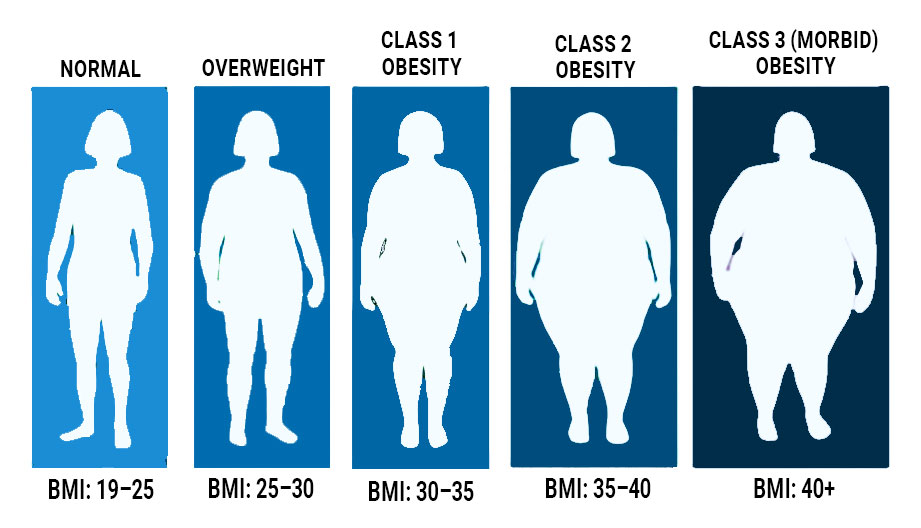 NORMAL
OVERWEIGHT
CLASS 1
OBESITY
CLASS 2
OBESITY
CLASS 3 (MORBID)
OBESITY
BMI: 19–25
BMI: 25–30
BMI: 30–35
BMI: 35–40
BMI: 40+